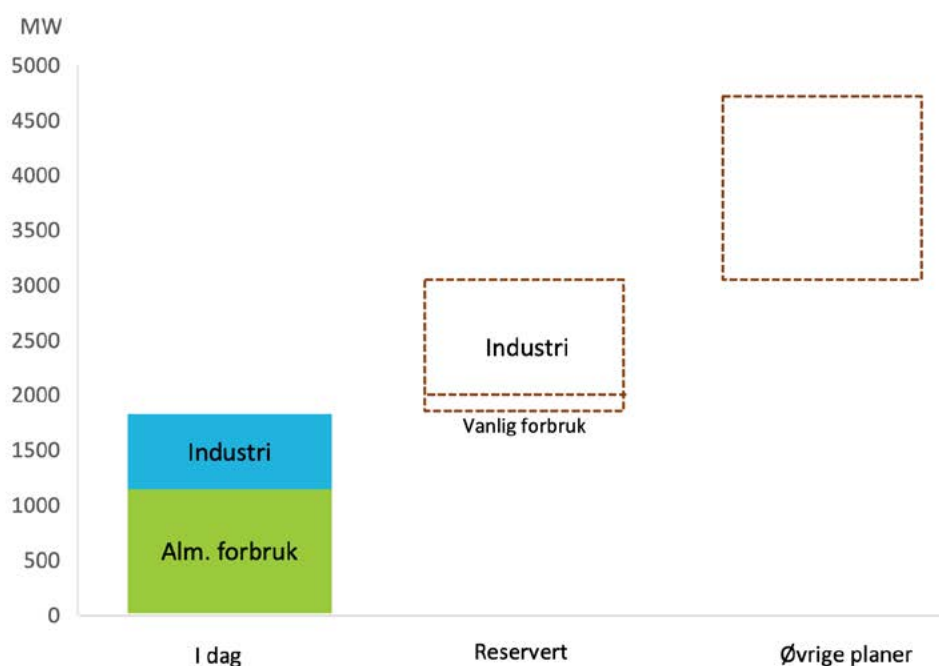 MW
5000
4500
4000
3500
3000
2500
2000
1500
1000
500
0
Industri
Alm. forbruk
Industri
Vanlig forbruk
I dag
Reservert
Øvrige planer